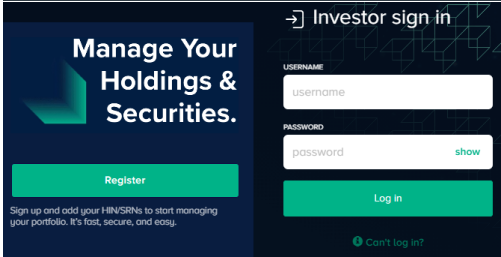 Manage Your
Holdings &
Securities.
Register
Sign up and add your HIN/SRNs to start managing
your portfolio. It's fast, secure, and easy.
Investor sign in
USERNAME
username
PASSWORD
password show
Log in
Can't log in?